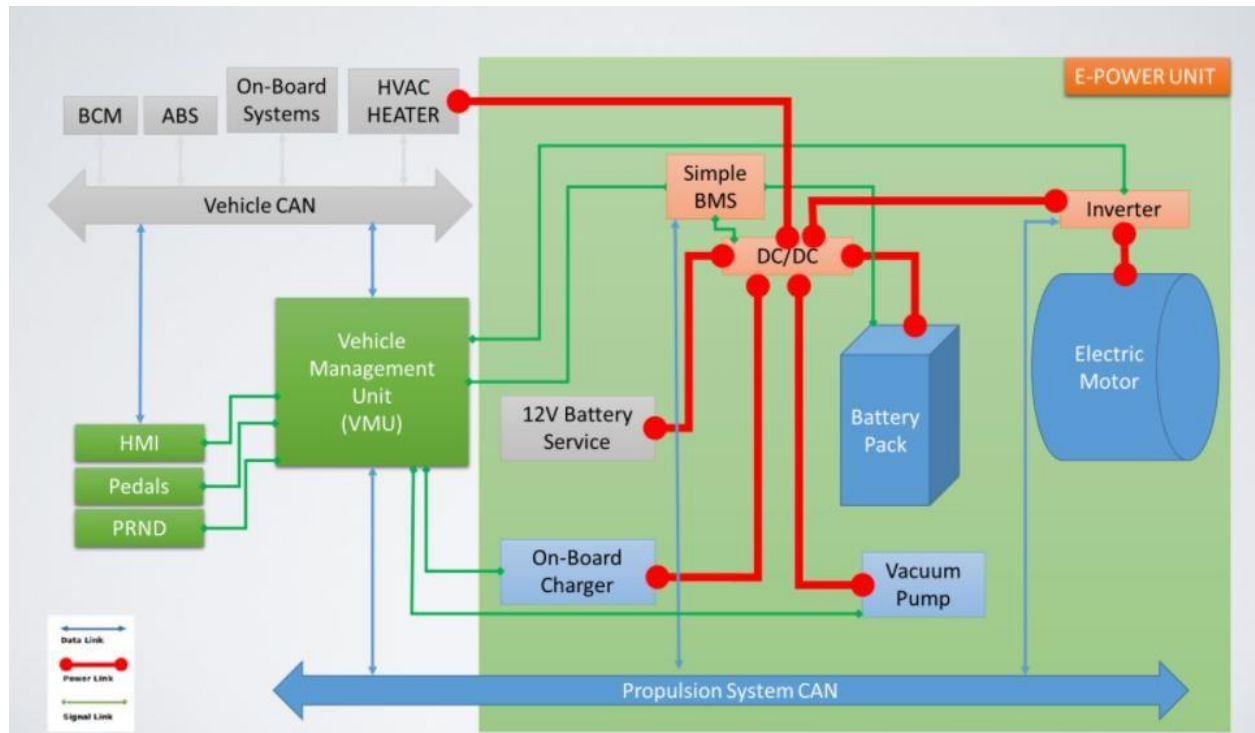 E-POWER UNIT
BCM
ABS
On-Board
Systems
HVAC
HEATER
Vehicle CAN
Simple
BMS
Inverter
DC/DC
Vehicle
Management
Unit
(VMU)
Electric
Motor
12V Battery
Service
Battery
Pack
HMI
Pedals
PRND
On-Board
Charger
Vacuum
Pump
Data Link
Power Link
Signal Link
Propulsion System CAN